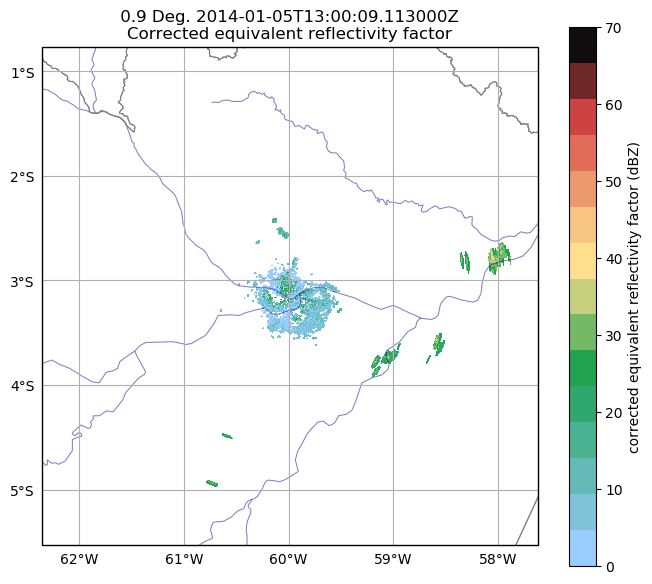 0.9 Deg. 2014-01-05T13:00:09.113000Z
Corrected equivalent reflectivity factor
1°S
2°S
3°S
4°S
5°S
62°W
61°W
60°W
59°W
58°W
70
60
50
40
30
20
10
0
corrected equivalent reflectivity factor (dBZ)